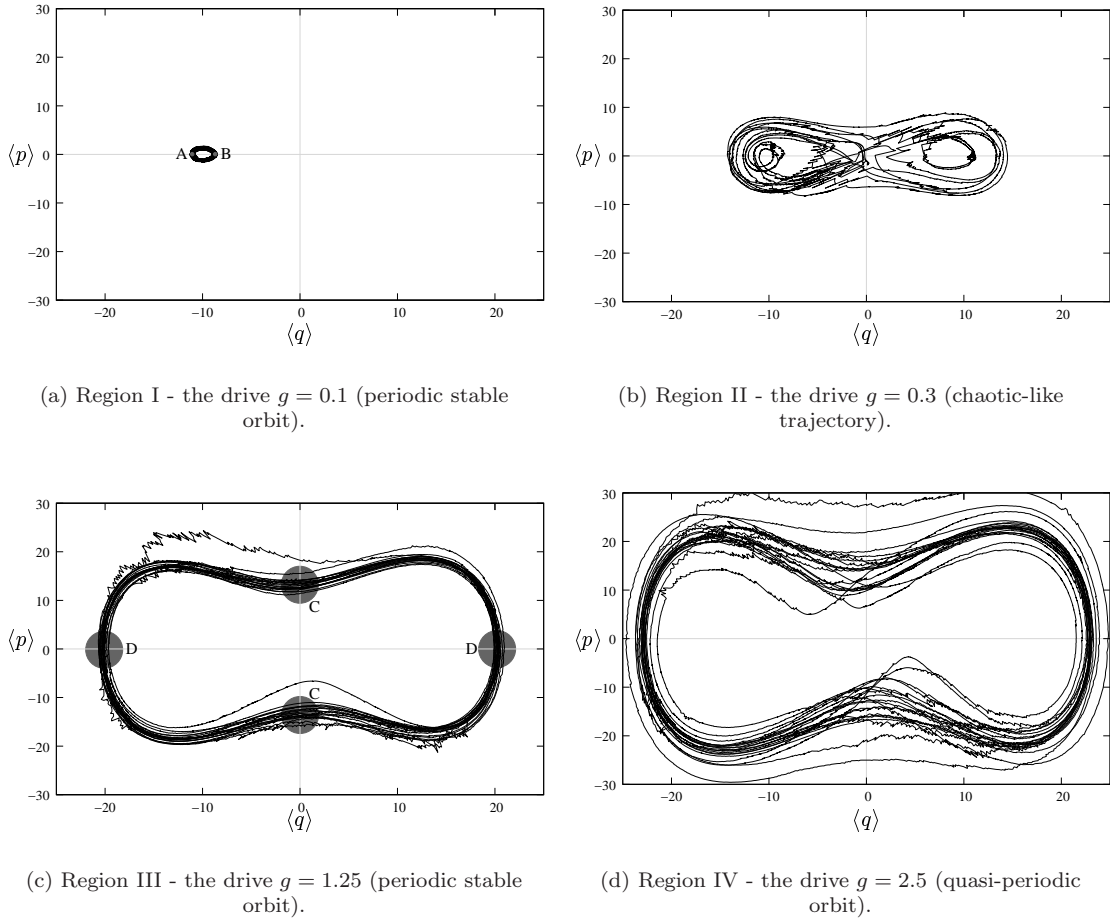 30
20
10
0
−10
−20
−30
⟨p⟩
A
B
−20
−10
0
10
20
⟨q⟩
30
20
10
0
−10
−20
−30
⟨p⟩
−20
−10
0
10
20
⟨q⟩
(a) Region I - the drive g = 0.1 (periodic stable
orbit).
(b) Region II - the drive g = 0.3 (chaotic-like
trajectory).
30
20
10
0
−10
−20
−30
⟨p⟩
C
D
D
C
−20
−10
0
10
20
⟨q⟩
30
20
10
0
−10
−20
−30
⟨p⟩
−20
−10
0
10
20
⟨q⟩
(c) Region III - the drive g = 1.25 (periodic stable
orbit).
(d) Region IV - the drive g = 2.5 (quasi-periodic
orbit).